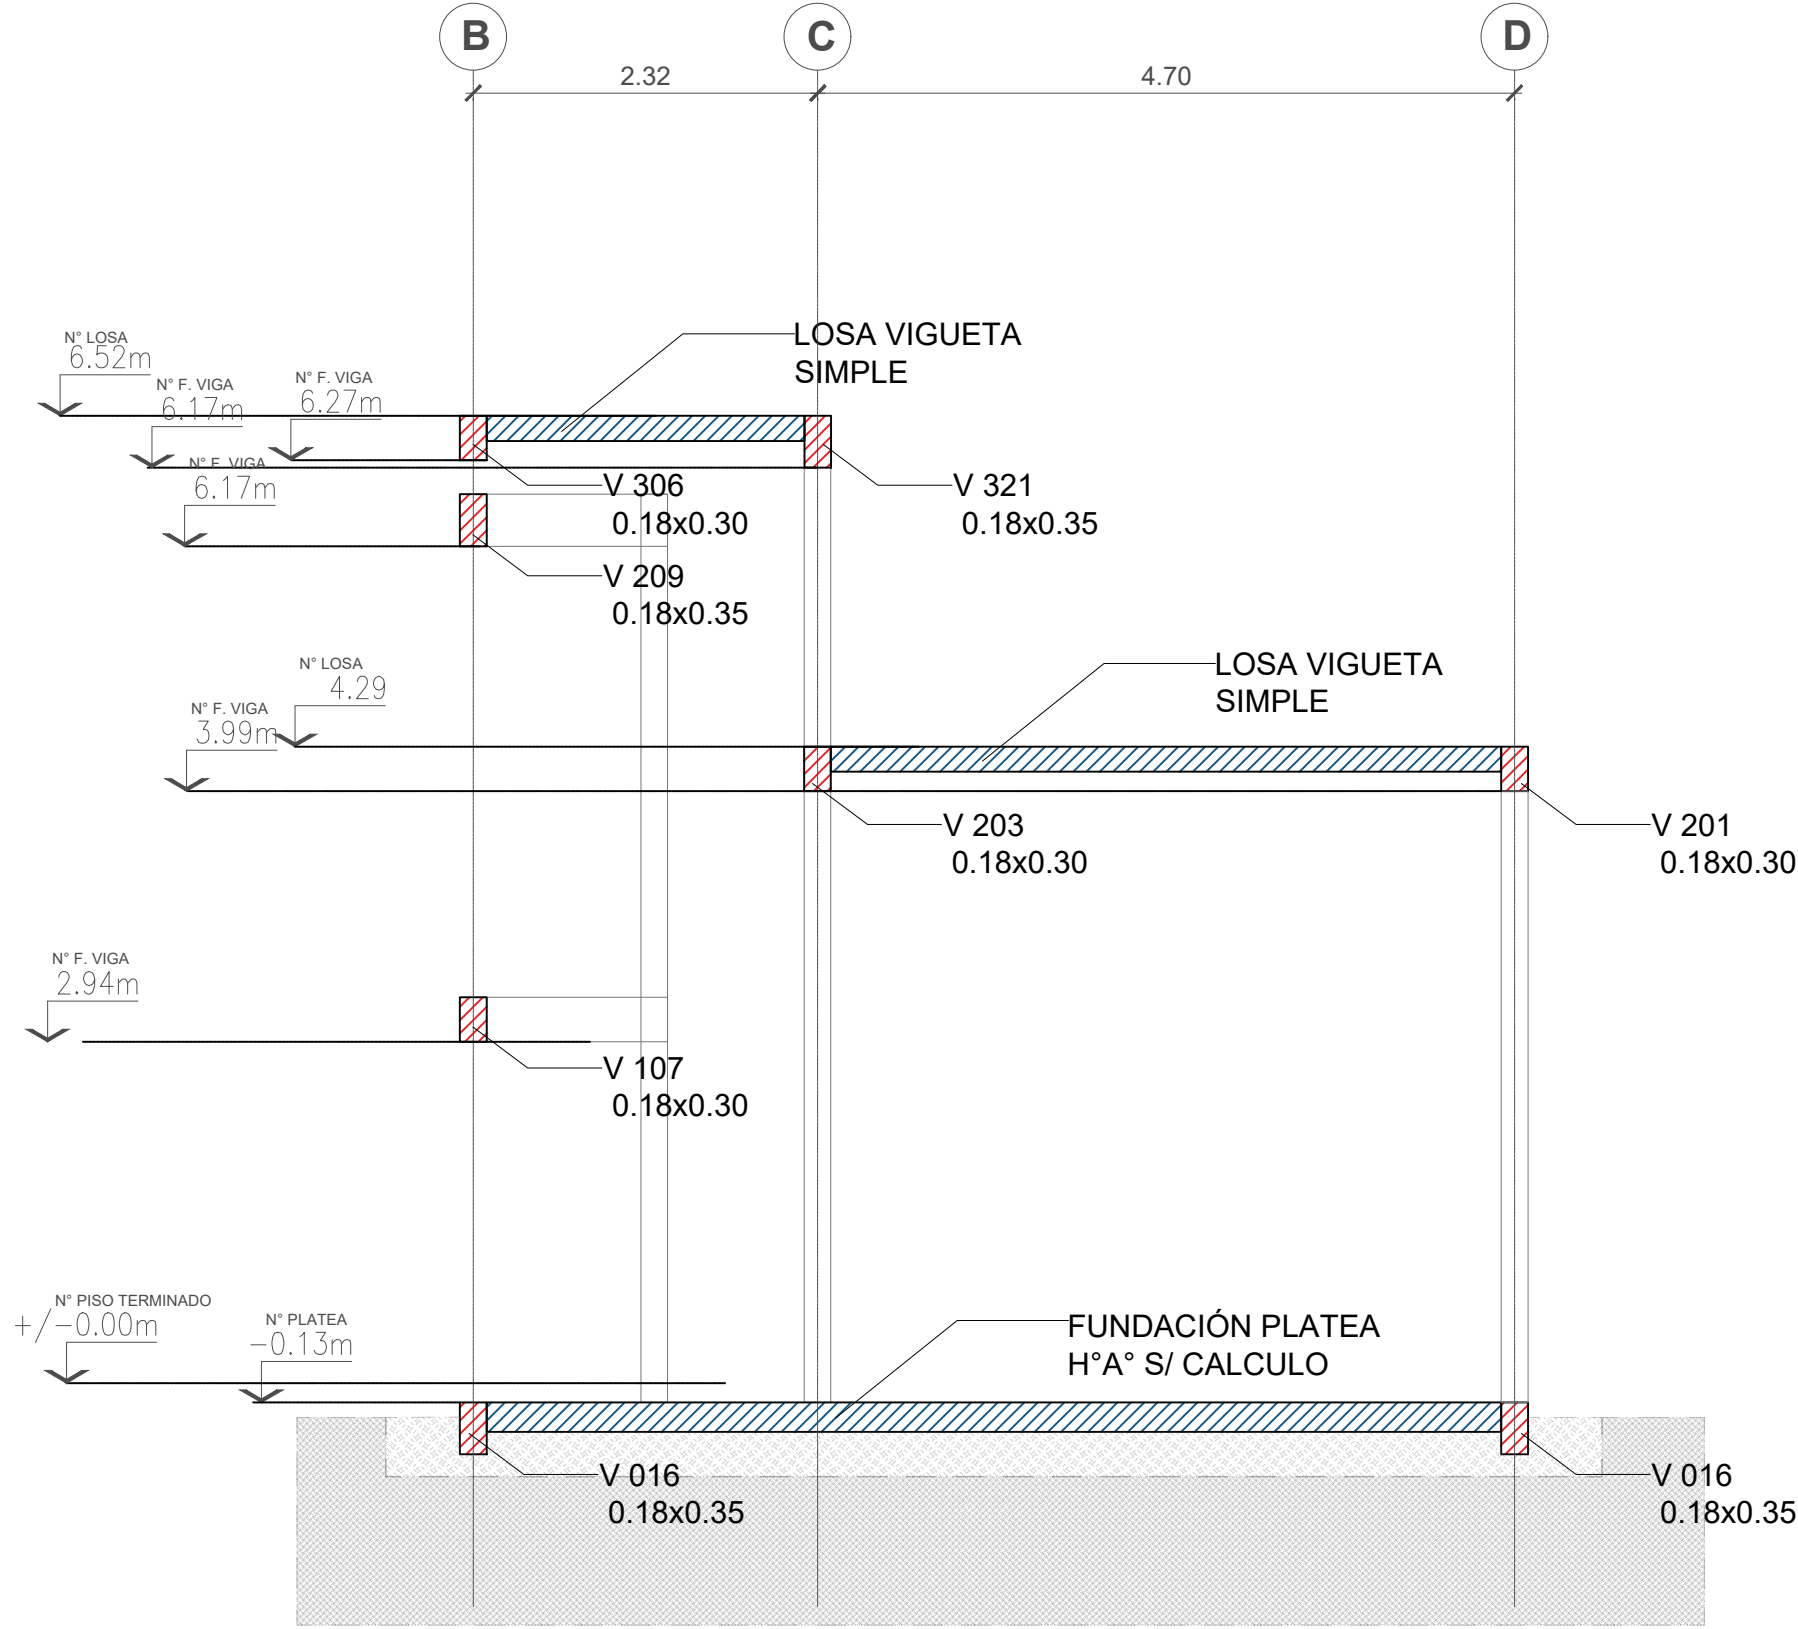 B
C
D
2.32
4.70
LOSA VIGUETA
SIMPLE
N° LOSA
6.52m
N° F. VIGA
6.17m
N° F. VIGA
6.27m
N° F. VIGA
6.17m
V 306
0.18x0.30
V 321
0.18x0.35
V 209
0.18x0.35
LOSA VIGUETA
SIMPLE
N° LOSA
4.29
N° F. VIGA
3.99m
V 203
0.18x0.30
V 201
0.18x0.30
N° F. VIGA
2.94m
V 107
0.18x0.30
N° PISO TERMINADO
+/-0.00m
N° PLATEA
-0.13m
FUNDACIÓN PLATEA
H°A° S/ CALCULO
V 016
0.18x0.35
V 016
0.18x0.35